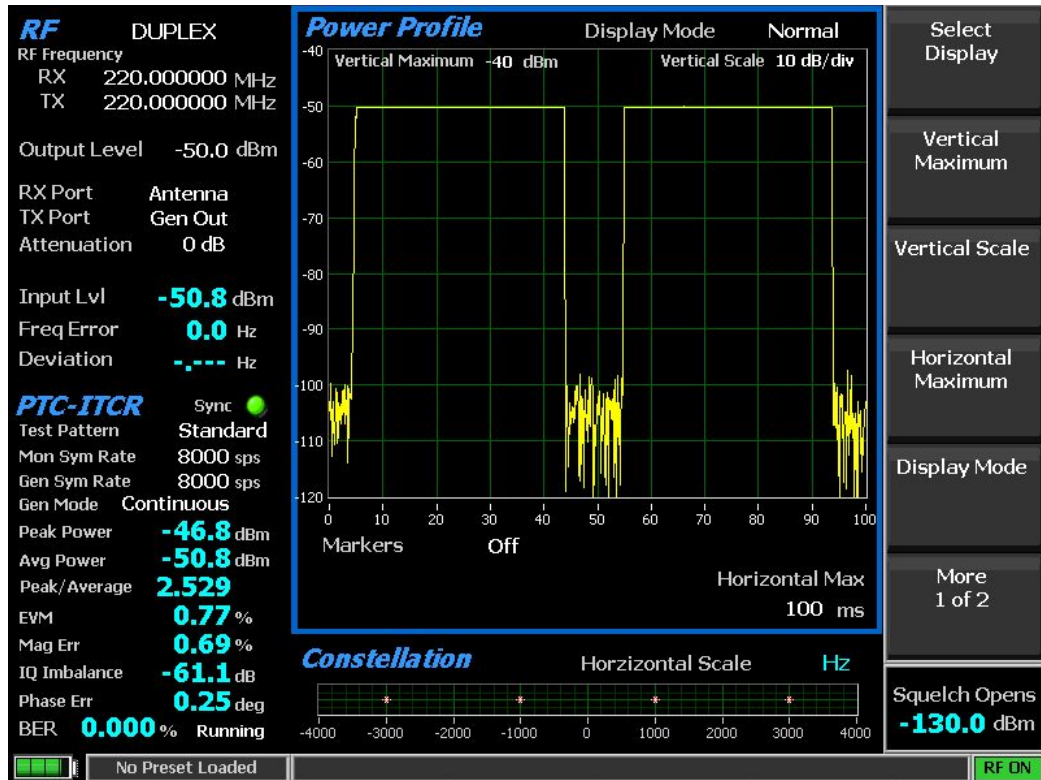 RF DUPLEX
RF Frequency
RX 220.000000 MHz
TX 220.000000 MHz
Output Level -50.0 dBm
RX Port Antenna
TX Port Gen Out
Attenuation 0 dB
Input Lvl -50.8 dBm
Freq Error 0.0 Hz
Deviation -.--- Hz
PTC-ITCR Sync
Test Pattern Standard
Mon Sym Rate 8000 sps
Gen Sym Rate 8000 sps
Gen Mode Continuous
Peak Power -46.8 dBm
Avg Power -50.8 dBm
Peak/Average 2.529
EVM 0.77 %
Mag Err 0.69 %
IQ Imbalance -61.1 dB
Phase Err 0.25 deg
BER 0.000 % Running
Power Profile Display Mode Normal
Vertical Maximum -40 dBm Vertical Scale 10 dB/div
-40
-50
-60
-70
-80
-90
-100
-110
-120
0 10 20 30 40 50 60 70 80 90 100
Markers Off
Horizontal Max
100 ms
Constellation Horzizontal Scale Hz
-4000 -3000 -2000 -1000 0 1000 2000 3000 4000
Select
Display
Vertical
Maximum
Vertical Scale
Horizontal
Maximum
Display Mode
More
1 of 2
Squelch Opens
-130.0 dBm
No Preset Loaded
RF ON